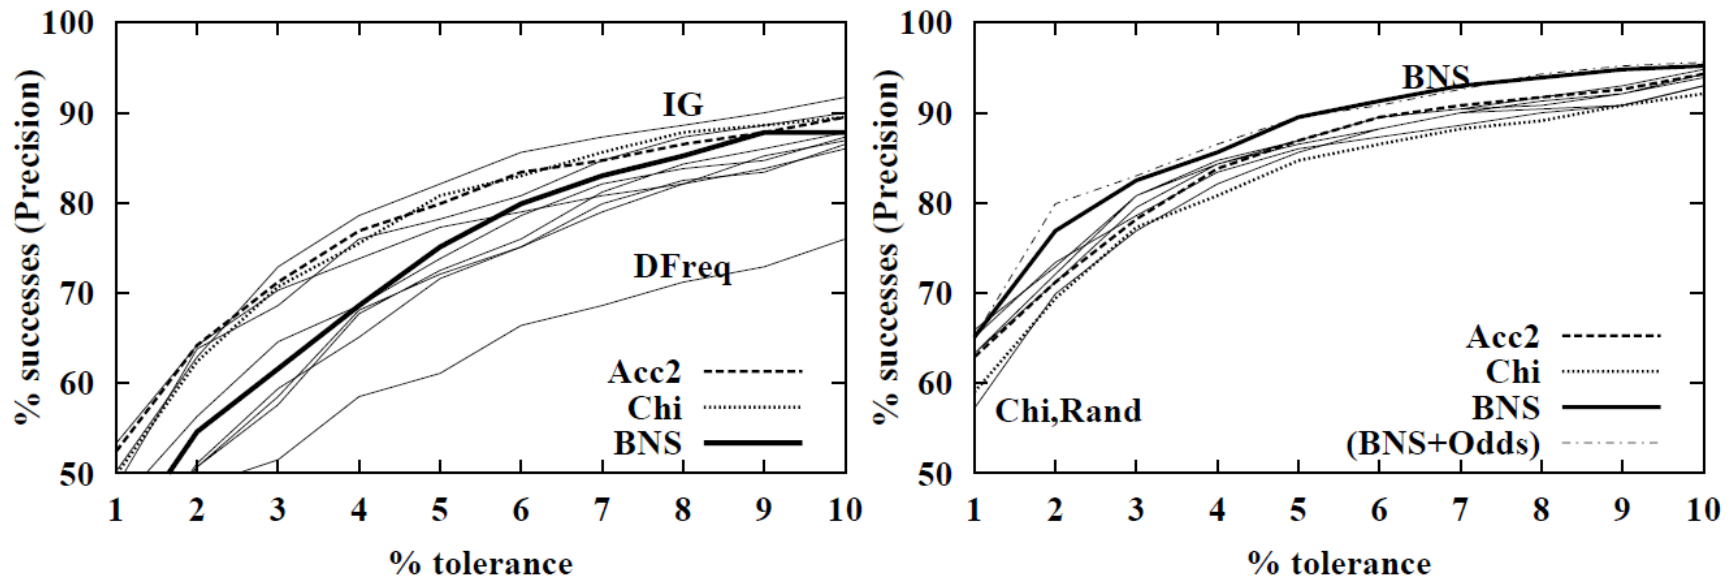 % successes (Precision)
100
90
80
70
60
50
IG
DFreq
Acc2
Chi
BNS
1 2 3 4 5 6 7 8 9 10
% tolerance
% successes (Precision)
100
90
80
70
60
50
BNS
Acc2
Chi
BNS
(BNS+Odds)
Chi,Rand
1 2 3 4 5 6 7 8 9 10
% tolerance